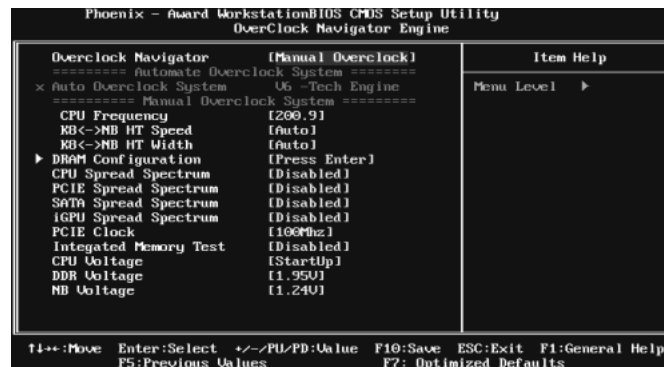 Phoenix - Award WorkstationBIOS CMOS Setup Utility
OverClock Navigator Engine
Overclock Navigator [Manual Overclock] Item Help
========= Automate Overclock System ========
x Auto Overclock System V6 -Tech Engine Menu Level ▶
========== Manual Overclock System =========
CPU Frequency [200.9]
K8<->NB HT Speed [Auto]
K8<->NB HT Width [Auto]
▶ DRAM Configuration [Press Enter]
CPU Spread Spectrum [Disabled]
PCIE Spread Spectrum [Disabled]
SATA Spread Spectrum [Disabled]
iGPU Spread Spectrum [Disabled]
PCIE Clock [100Mhz]
Integated Memory Test [Disabled]
CPU Voltage [StartUp]
DDR Voltage [1.95V]
NB Voltage [1.24V]
↑↓→←:Move Enter:Select +/-/PU/PD:Value F10:Save ESC:Exit F1:General Help
F5:Previous Values F7: Optimized Defaults